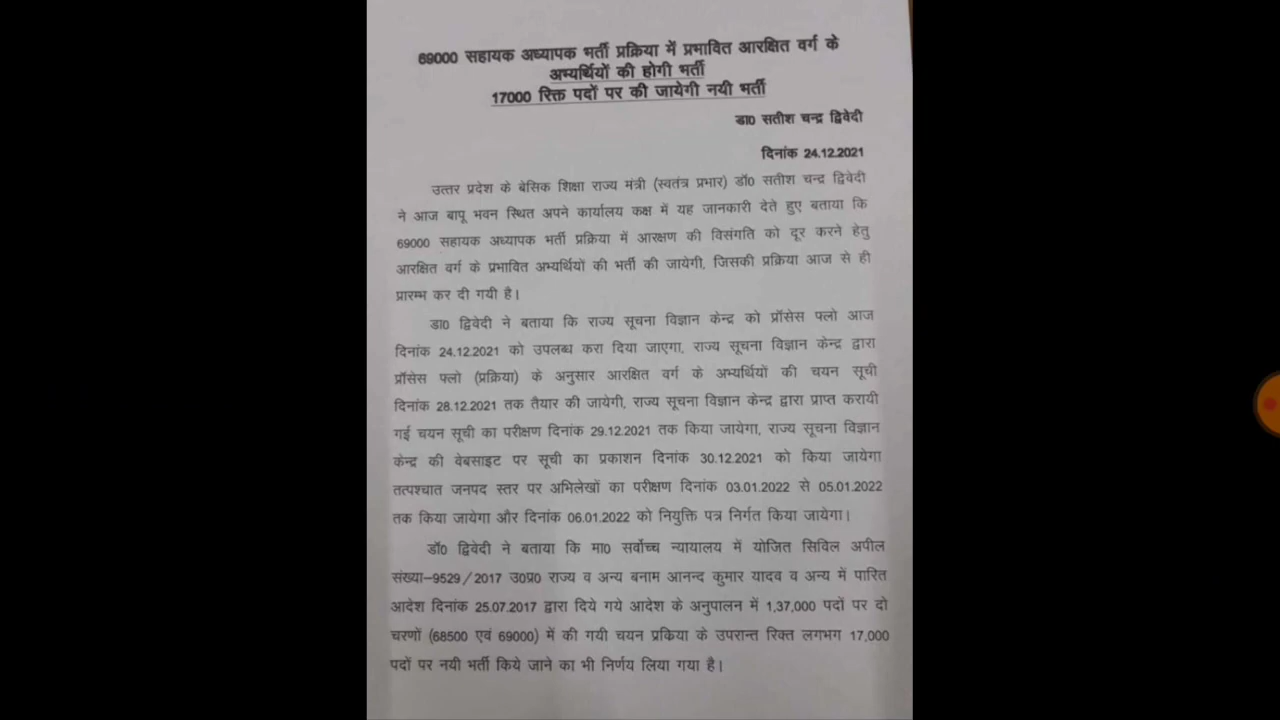 69000 सहायक अध्यापक भर्ती प्रक्रिया में प्रभावित आरक्षित वर्ग के
अभ्यर्थियों की होगी भर्ती
17000 रिक्त पदों पर की जायेगी नयी भर्ती
डा0 सतीश चन्द्र द्विवेदी
दिनांक 24.12.2021
उत्तर प्रदेश के बेसिक शिक्षा राज्य मंत्री (स्वतंत्र प्रभार) डॉ0 सतीश चन्द्र द्विवेदी
ने आज बापू भवन स्थित अपने कार्यालय कक्ष में यह जानकारी देते हुए बताया कि
69000 सहायक अध्यापक भर्ती प्रक्रिया में आरक्षण की विसंगति को दूर करने हेतु
आरक्षित वर्ग के प्रभावित अभ्यर्थियों की भर्ती की जायेगी, जिसकी प्रक्रिया आज से ही
प्रारम्भ कर दी गयी है।
डा0 द्विवेदी ने बताया कि राज्य सूचना विज्ञान केन्द्र को प्रॉसेस फ्लो आज
दिनांक 24.12.2021 को उपलब्ध करा दिया जाएगा, राज्य सूचना विज्ञान केन्द्र द्वारा
प्रॉसेस फ्लो (प्रक्रिया) के अनुसार आरक्षित वर्ग के अभ्यर्थियों की चयन सूची
दिनांक 28.12.2021 तक तैयार की जायेगी, राज्य सूचना विज्ञान केन्द्र द्वारा प्राप्त करायी
गई चयन सूची का परीक्षण दिनांक 29.12.2021 तक किया जायेगा, राज्य सूचना विज्ञान
केन्द्र की वेबसाइट पर सूची का प्रकाशन दिनांक 30.12.2021 को किया जायेगा
तत्पश्चात जनपद स्तर पर अभिलेखों का परीक्षण दिनांक 03.01.2022 से 05.01.2022
तक किया जायेगा और दिनांक 06.01.2022 को नियुक्ति पत्र निर्गत किया जायेगा।
डॉ0 द्विवेदी ने बताया कि मा0 सर्वोच्च न्यायालय में योजित सिविल अपील
संख्या–9529/2017 उ0प्र0 राज्य व अन्य बनाम आनन्द कुमार यादव व अन्य में पारित
आदेश दिनांक 25.07.2017 द्वारा दिये गये आदेश के अनुपालन में 1,37,000 पदों पर दो
चरणों (68500 एवं 69000) में की गयी चयन प्रकिया के उपरान्त रिक्त लगभग 17,000
पदों पर नयी भर्ती किये जाने का भी निर्णय लिया गया है।